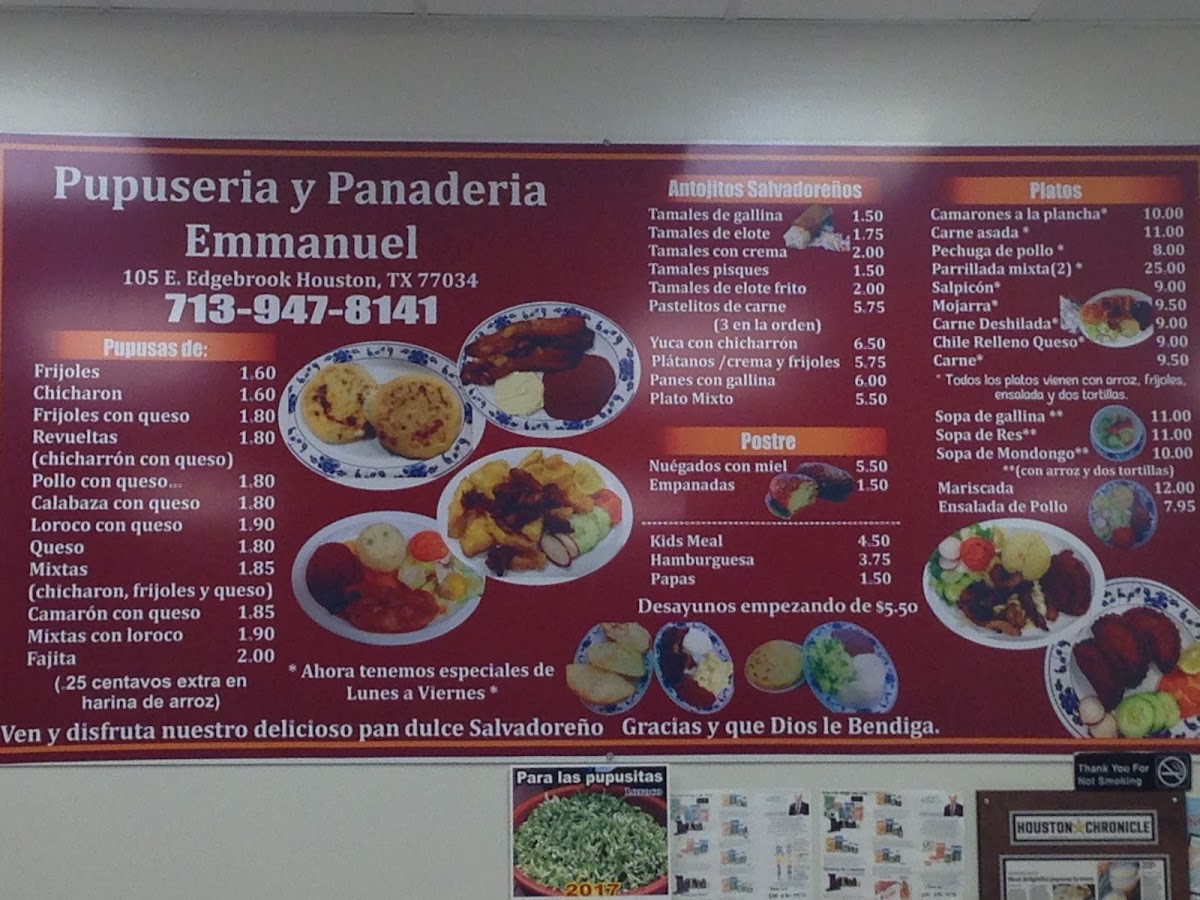 Pupuseria y Panaderia
Emmanuel
105 E. Edgebrook Houston, TX 77034
713-947-8141
Pupusas de:
Frijoles 1.60
Chicharon 1.60
Frijoles con queso 1.80
Revueltas 1.80
(chicharrón con queso)
Pollo con queso... 1.80
Calabaza con queso 1.80
Loroco con queso 1.90
Queso 1.80
Mixtas 1.85
(chicharon, frijoles y queso)
Camarón con queso 1.85
Mixtas con loroco 1.90
Fajita 2.00
(.25 centavos extra en
harina de arroz)
* Ahora tenemos especiales de
Lunes a Viernes *
Antojitos Salvadoreños
Tamales de gallina 1.50
Tamales de elote 1.75
Tamales con crema 2.00
Tamales pisques 1.50
Tamales de elote frito 2.00
Pastelitos de carne 5.75
(3 en la orden)
Yuca con chicharrón 6.50
Plátanos /crema y frijoles 5.75
Panes con gallina 6.00
Plato Mixto 5.50
Postre
Nuégados con miel 5.50
Empanadas 1.50
Kids Meal 4.50
Hamburguesa 3.75
Papas 1.50
Desayunos empezando de $5.50
Platos
Camarones a la plancha* 10.00
Carne asada * 11.00
Pechuga de pollo * 8.00
Parrillada mixta(2) * 25.00
Salpicón* 9.00
Mojarra* 9.50
Carne Deshilada* 9.00
Chile Relleno Queso* 9.00
Carne* 9.50
* Todos los platos vienen con arroz, frijoles,
ensalada y dos tortillas.
Sopa de gallina ** 11.00
Sopa de Res** 11.00
Sopa de Mondongo** 10.00
**(con arroz y dos tortillas)
Mariscada 12.00
Ensalada de Pollo 7.95
Ven y disfruta nuestro delicioso pan dulce Salvadoreño Gracias y que Dios le Bendiga.
Para las pupusitas
Loroco
2017
Thank You For
Not Smoking
HOUSTON CHRONICLE